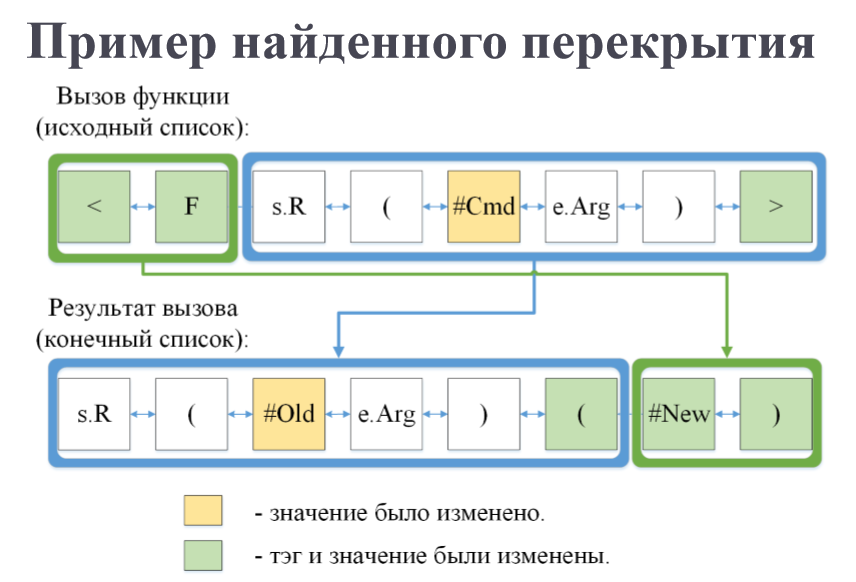 Пример найденного перекрытия
Вызов функции
(исходный список):
< F s.R ( #Cmd e.Arg ) >
Результат вызова
(конечный список):
s.R ( #Old e.Arg ) ( #New )
- значение было изменено.
- тэг и значение были изменены.